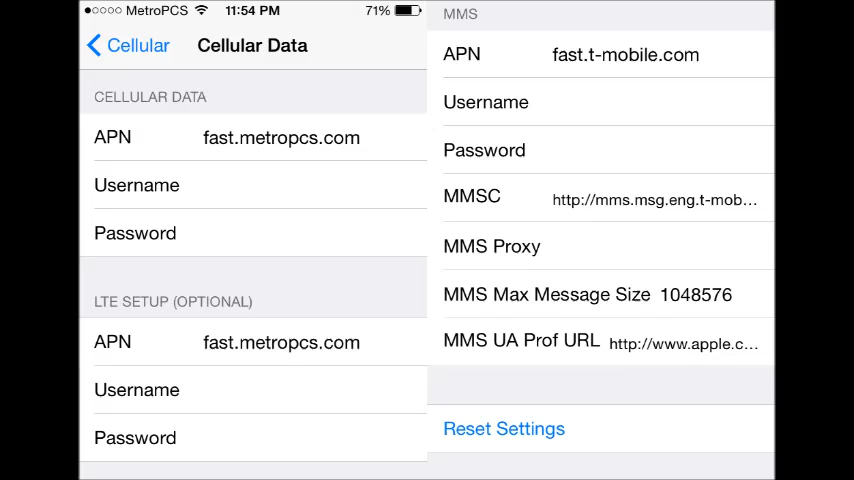 MetroPCS 11:54 PM 71%
Cellular Cellular Data
CELLULAR DATA
APN fast.metropcs.com
Username
Password
LTE SETUP (OPTIONAL)
APN fast.metropcs.com
Username
Password
MMS
APN fast.t-mobile.com
Username
Password
MMSC http://mms.msg.eng.t-mob...
MMS Proxy
MMS Max Message Size 1048576
MMS UA Prof URL http://www.apple.c...
Reset Settings